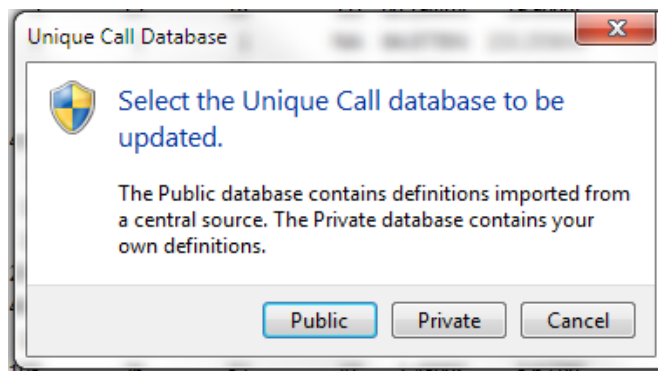 Unique Call Database
Select the Unique Call database to be
updated.
The Public database contains definitions imported from
a central source. The Private database contains your
own definitions.
Public Private Cancel